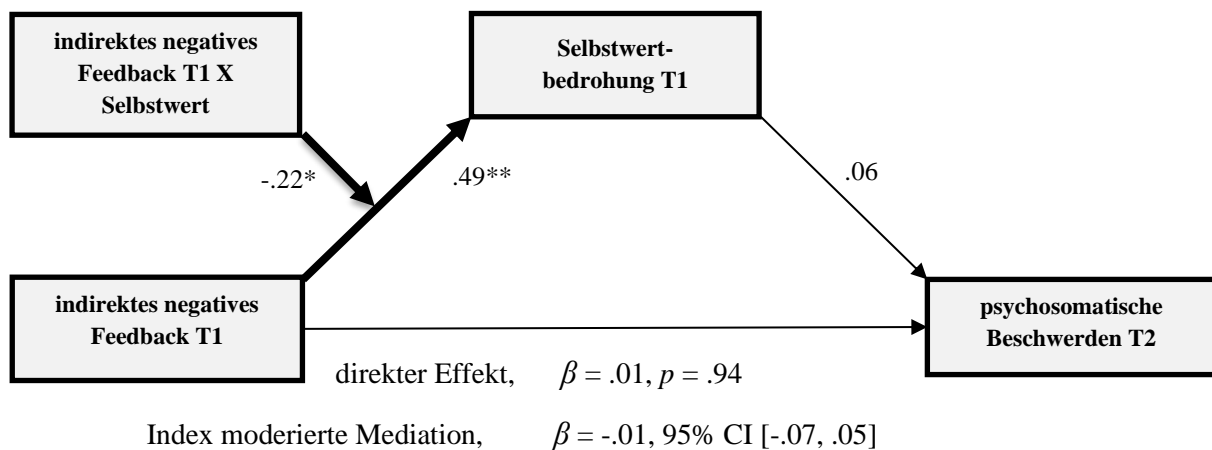 indirektes negatives
Feedback T1 X
Selbstwert
Selbstwert-
bedrohung T1
-.22*
.49**
.06
indirektes negatives
Feedback T1
psychosomatische
Beschwerden T2
direkter Effekt, β = .01, p = .94
Index moderierte Mediation, β = -.01, 95% CI [-.07, .05]